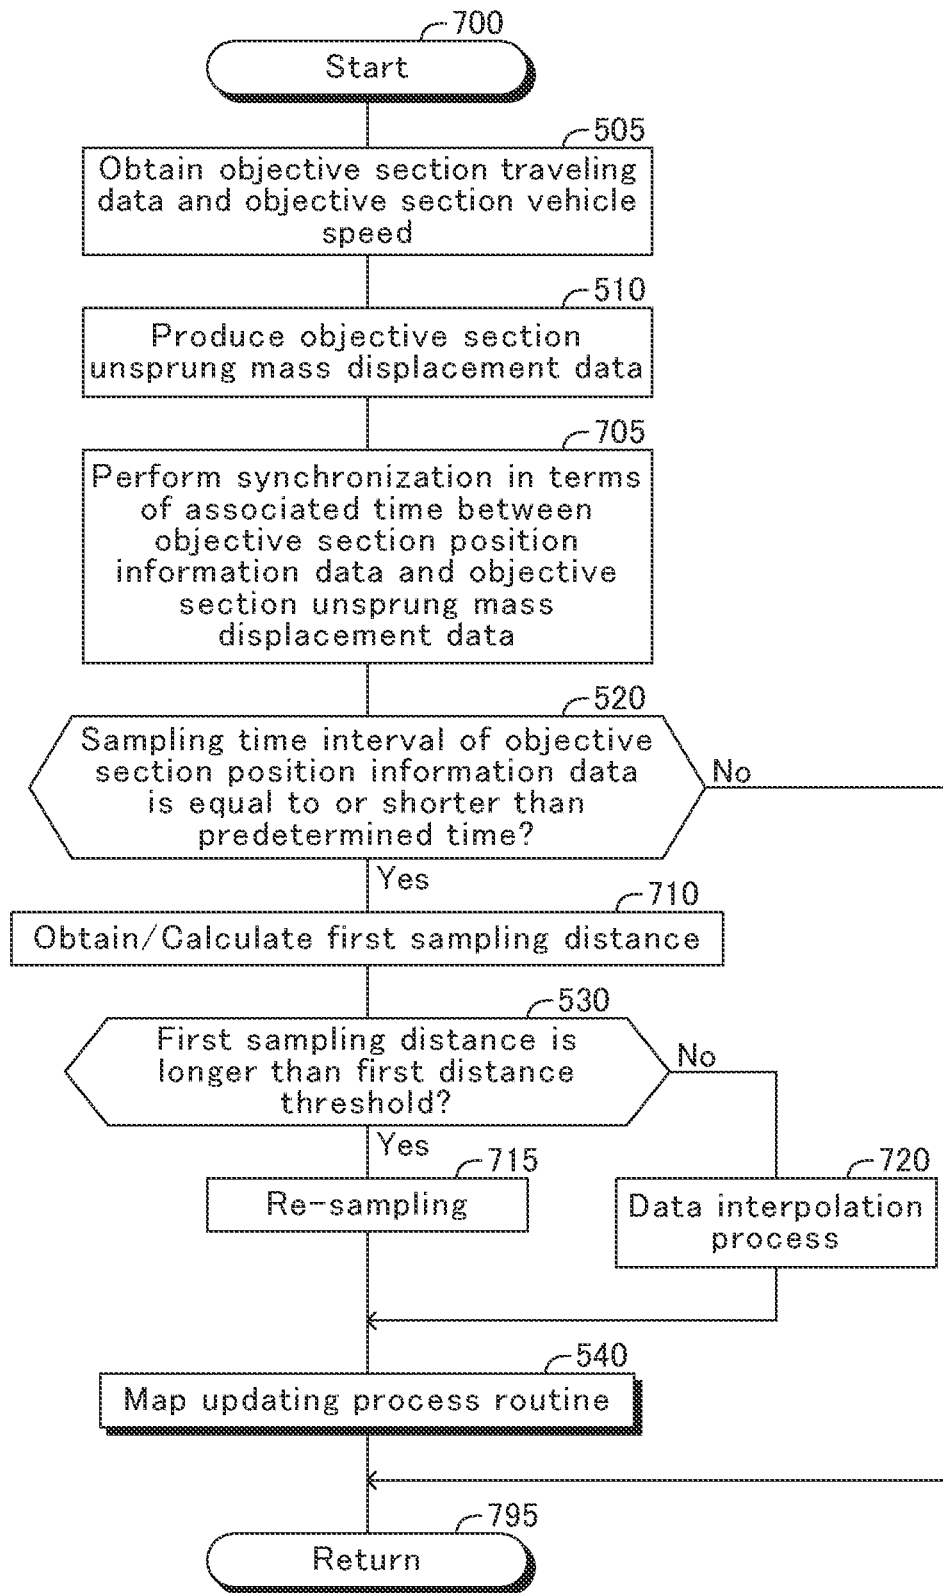 700
Start
505
Obtain objective section traveling
data and objective section vehicle
speed
510
Produce objective section
unsprung mass displacement data
705
Perform synchronization in terms
of associated time between
objective section position
information data and objective
section unsprung mass
displacement data
520
Sampling time interval of objective
section position information data
is equal to or shorter than
predetermined time?
No
Yes
710
Obtain/Calculate first sampling distance
530
First sampling distance is
longer than first distance
threshold?
No
Yes
715
Re-sampling
720
Data interpolation
process
540
Map updating process routine
795
Return